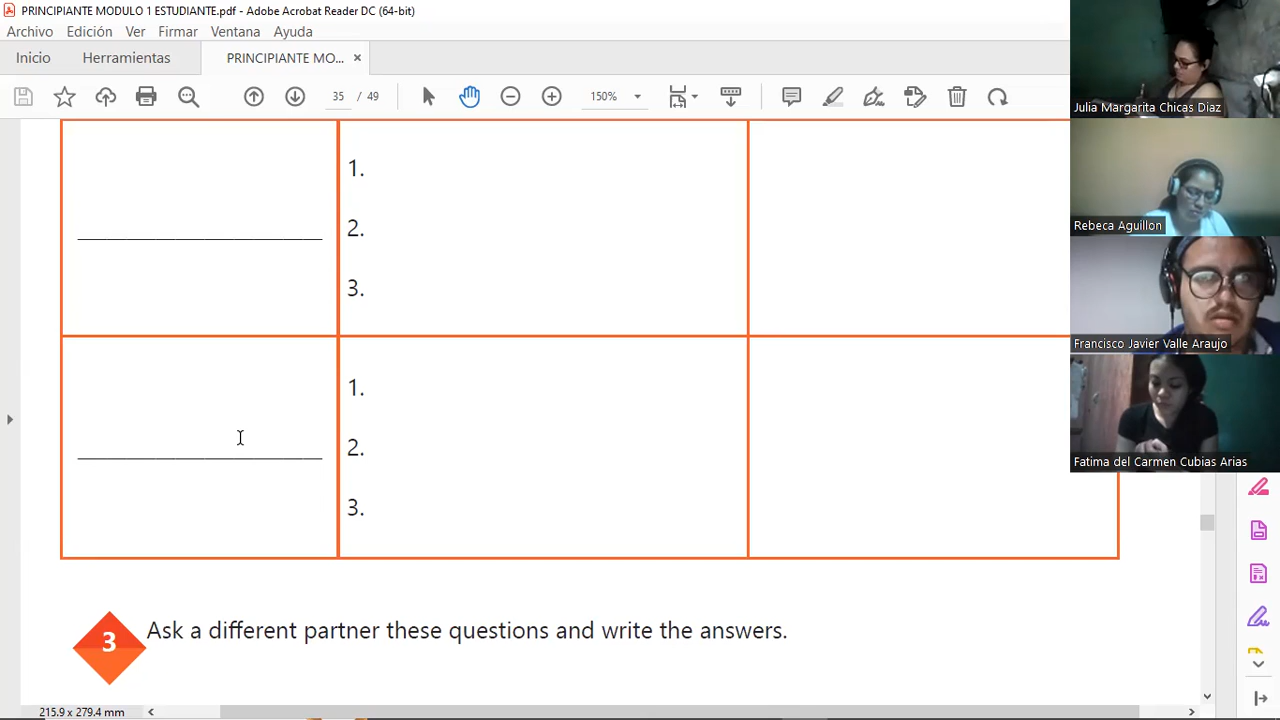 PRINCIPIANTE MODULO 1 ESTUDIANTE.pdf - Adobe Acrobat Reader DC (64-bit)
Archivo Edición Ver Firmar Ventana Ayuda
Inicio Herramientas PRINCIPIANTE MO... ×
35 / 49 150%
Julia Margarita Chicas Diaz
1.
2.
3.
Rebeca Aguillon
Francisco Javier Valle Araujo
1.
2.
3.
Fatima del Carmen Cubias Arias
3 Ask a different partner these questions and write the answers.
215.9 x 279.4 mm